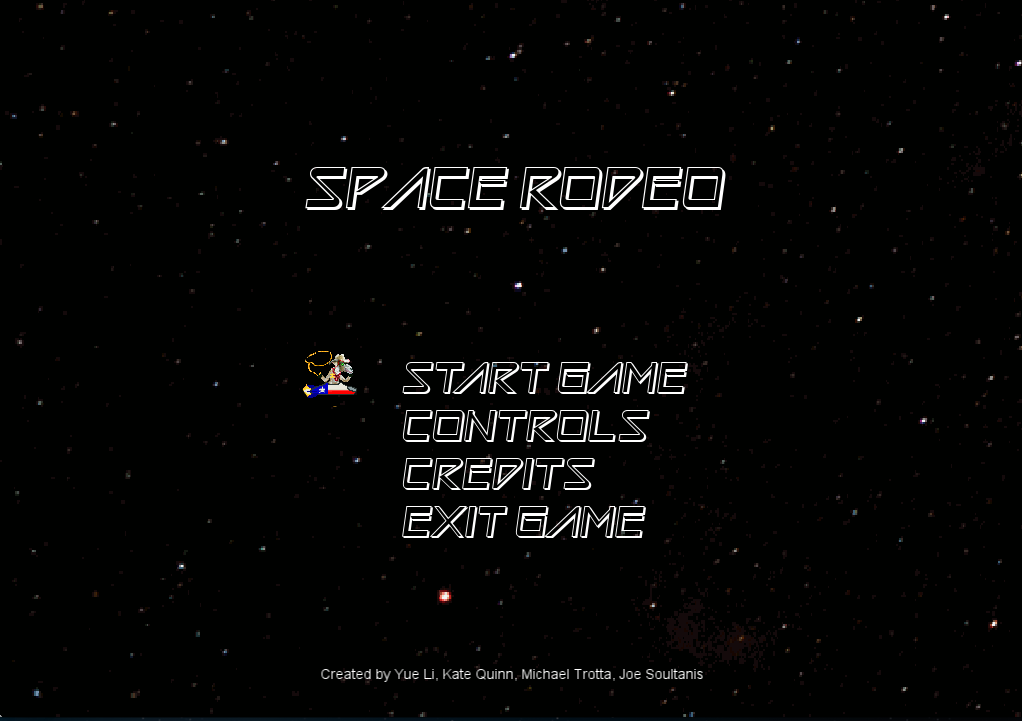 SPACE RODEO
START GAME
CONTROLS
CREDITS
EXIT GAME
Created by Yue Li, Kate Quinn, Michael Trotta, Joe Soultanis